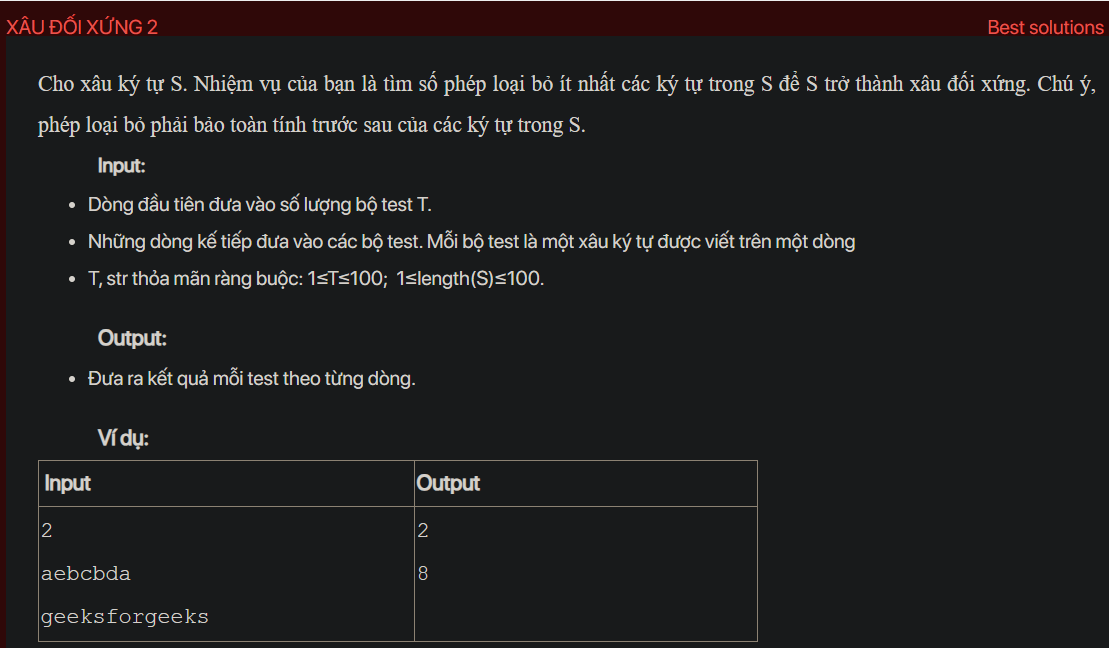 XÂU ĐỐI XỨNG 2
Best solutions
Cho xâu ký tự S. Nhiệm vụ của bạn là tìm số phép loại bỏ ít nhất các ký tự trong S để S trở thành xâu đối xứng. Chú ý,
phép loại bỏ phải bảo toàn tính trước sau của các ký tự trong S.
Input:
• Dòng đầu tiên đưa vào số lượng bộ test T.
• Những dòng kế tiếp đưa vào các bộ test. Mỗi bộ test là một xâu ký tự được viết trên một dòng
• T, str thỏa mãn ràng buộc: 1≤T≤100; 1≤length(S)≤100.
Output:
• Đưa ra kết quả mỗi test theo từng dòng.
Ví dụ:
Input Output
2 2
aebcbda 8
geeksforgeeks